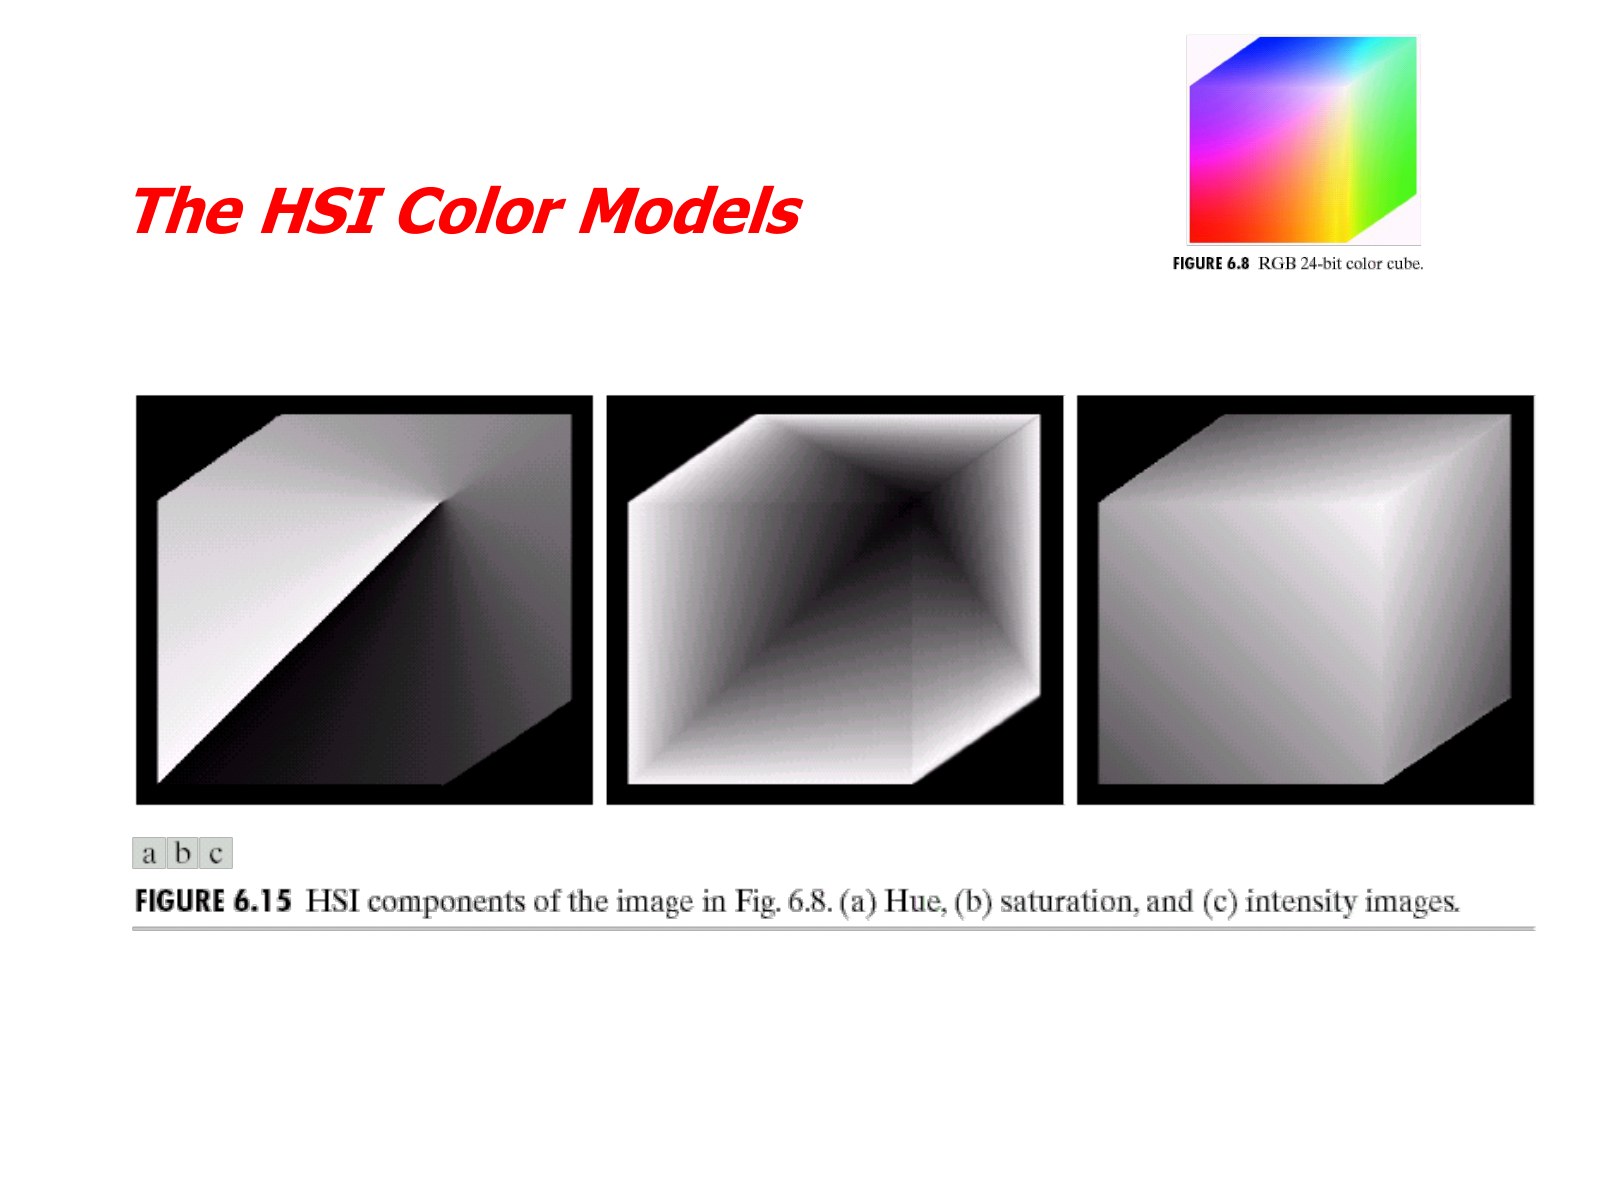 FIGURE 6.8 RGB 24-bit color cube.
The HSI Color Models
a b c
FIGURE 6.15 HSI components of the image in Fig. 6.8. (a) Hue, (b) saturation, and (c) intensity images.